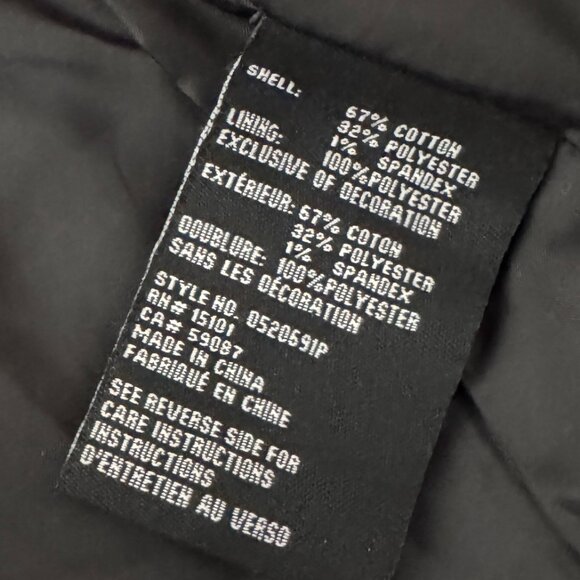 SHELL:
67% COTTON
32% POLYESTER
1% SPANDEX
LINING: 100%POLYESTER
EXCLUSIVE OF DECORATION
EXTÉRIEUR: 67% COTON
32% POLYESTER
1% SPANDEX
DOUBLURE: 100%POLYESTER
SANS LES DÉCORATION
STYLE NO. 0520691P
RN# 15101
CA# 59087
MADE IN CHINA
FABRIQUÉ EN CHINE
SEE REVERSE SIDE FOR
CARE INSTRUCTIONS
INSTRUCTIONS
D'ENTRETIEN AU VERSO